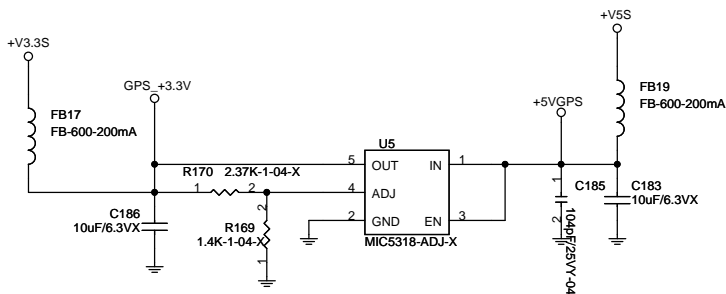 +V5S
+V3.3S
GPS_+3.3V
FB19
FB-600-200mA
FB17
FB-600-200mA
+5VGPS
U5
R170 2.37K-1-04-X
5 OUT IN 1
1 2 4 ADJ
C185
C183
10uF/6.3VX
1
2
104pF/25VY-04
C186
10uF/6.3VX
2
R169
1.4K-1-04-X
1
2 GND EN 3
MIC5318-ADJ-X